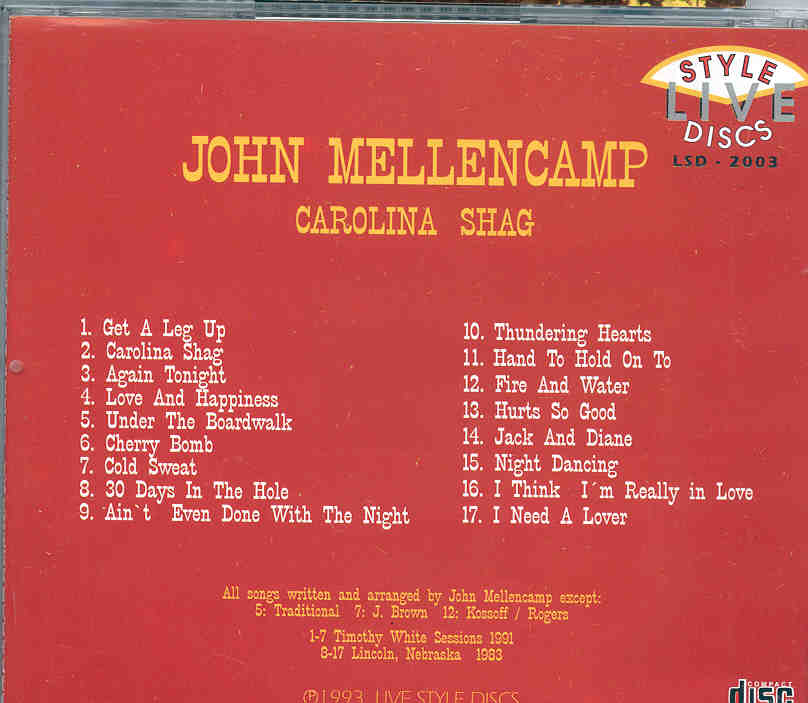 STYLE
LIVE
DISCS
LSD - 2003
JOHN MELLENCAMP
CAROLINA SHAG
1. Get A Leg Up
2. Carolina Shag
3. Again Tonight
4. Love And Happiness
5. Under The Boardwalk
6. Cherry Bomb
7. Cold Sweat
8. 30 Days In The Hole
9. Ain`t Even Done With The Night
10. Thundering Hearts
11. Hand To Hold On To
12. Fire And Water
13. Hurts So Good
14. Jack And Diane
15. Night Dancing
16. I Think I´m Really in Love
17. I Need A Lover
All songs written and arranged by John Mellencamp except:
5: Traditional 7: J. Brown 12: Kossoff / Rogers
1-7 Timothy White Sessions 1991
8-17 Lincoln, Nebraska 1983
℗1993 LIVE STYLE DISCS
COMPACT
disc